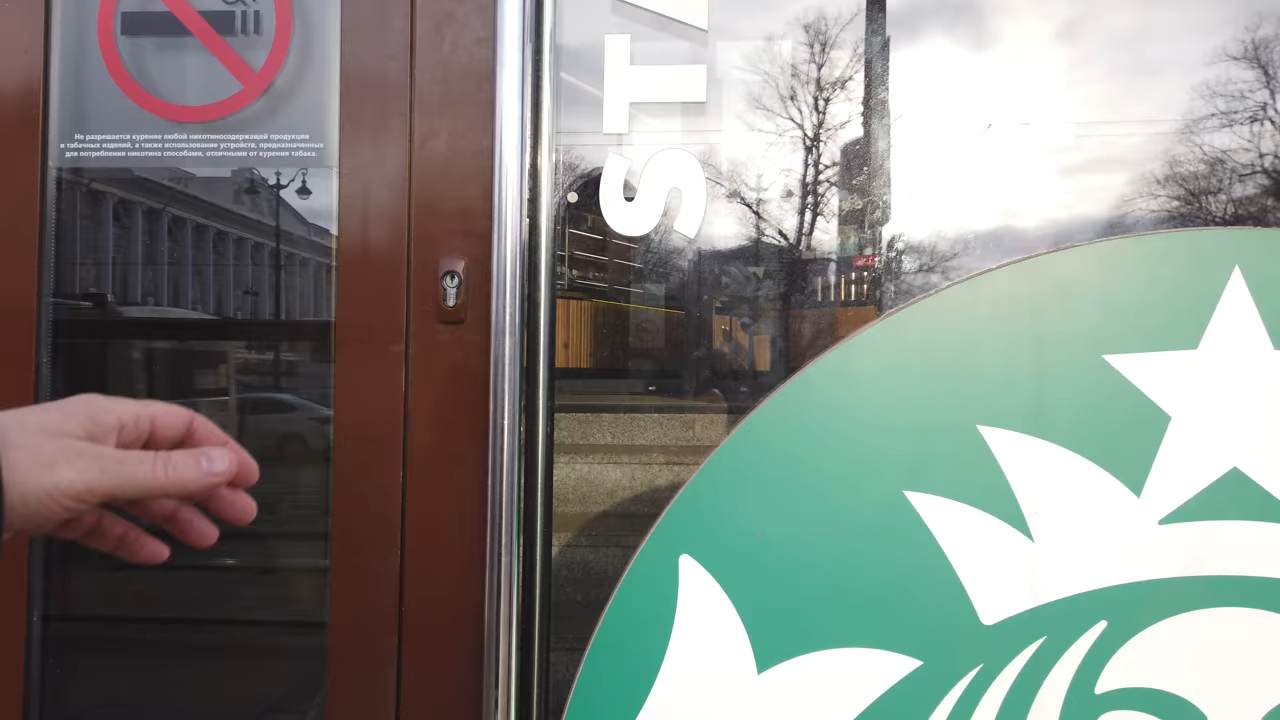 Не разрешается курение любой никотиносодержащей продукции
и табачных изделий, а также использование устройств, предназначенных
для потребления никотина способами, отличными от курения табака.
STA